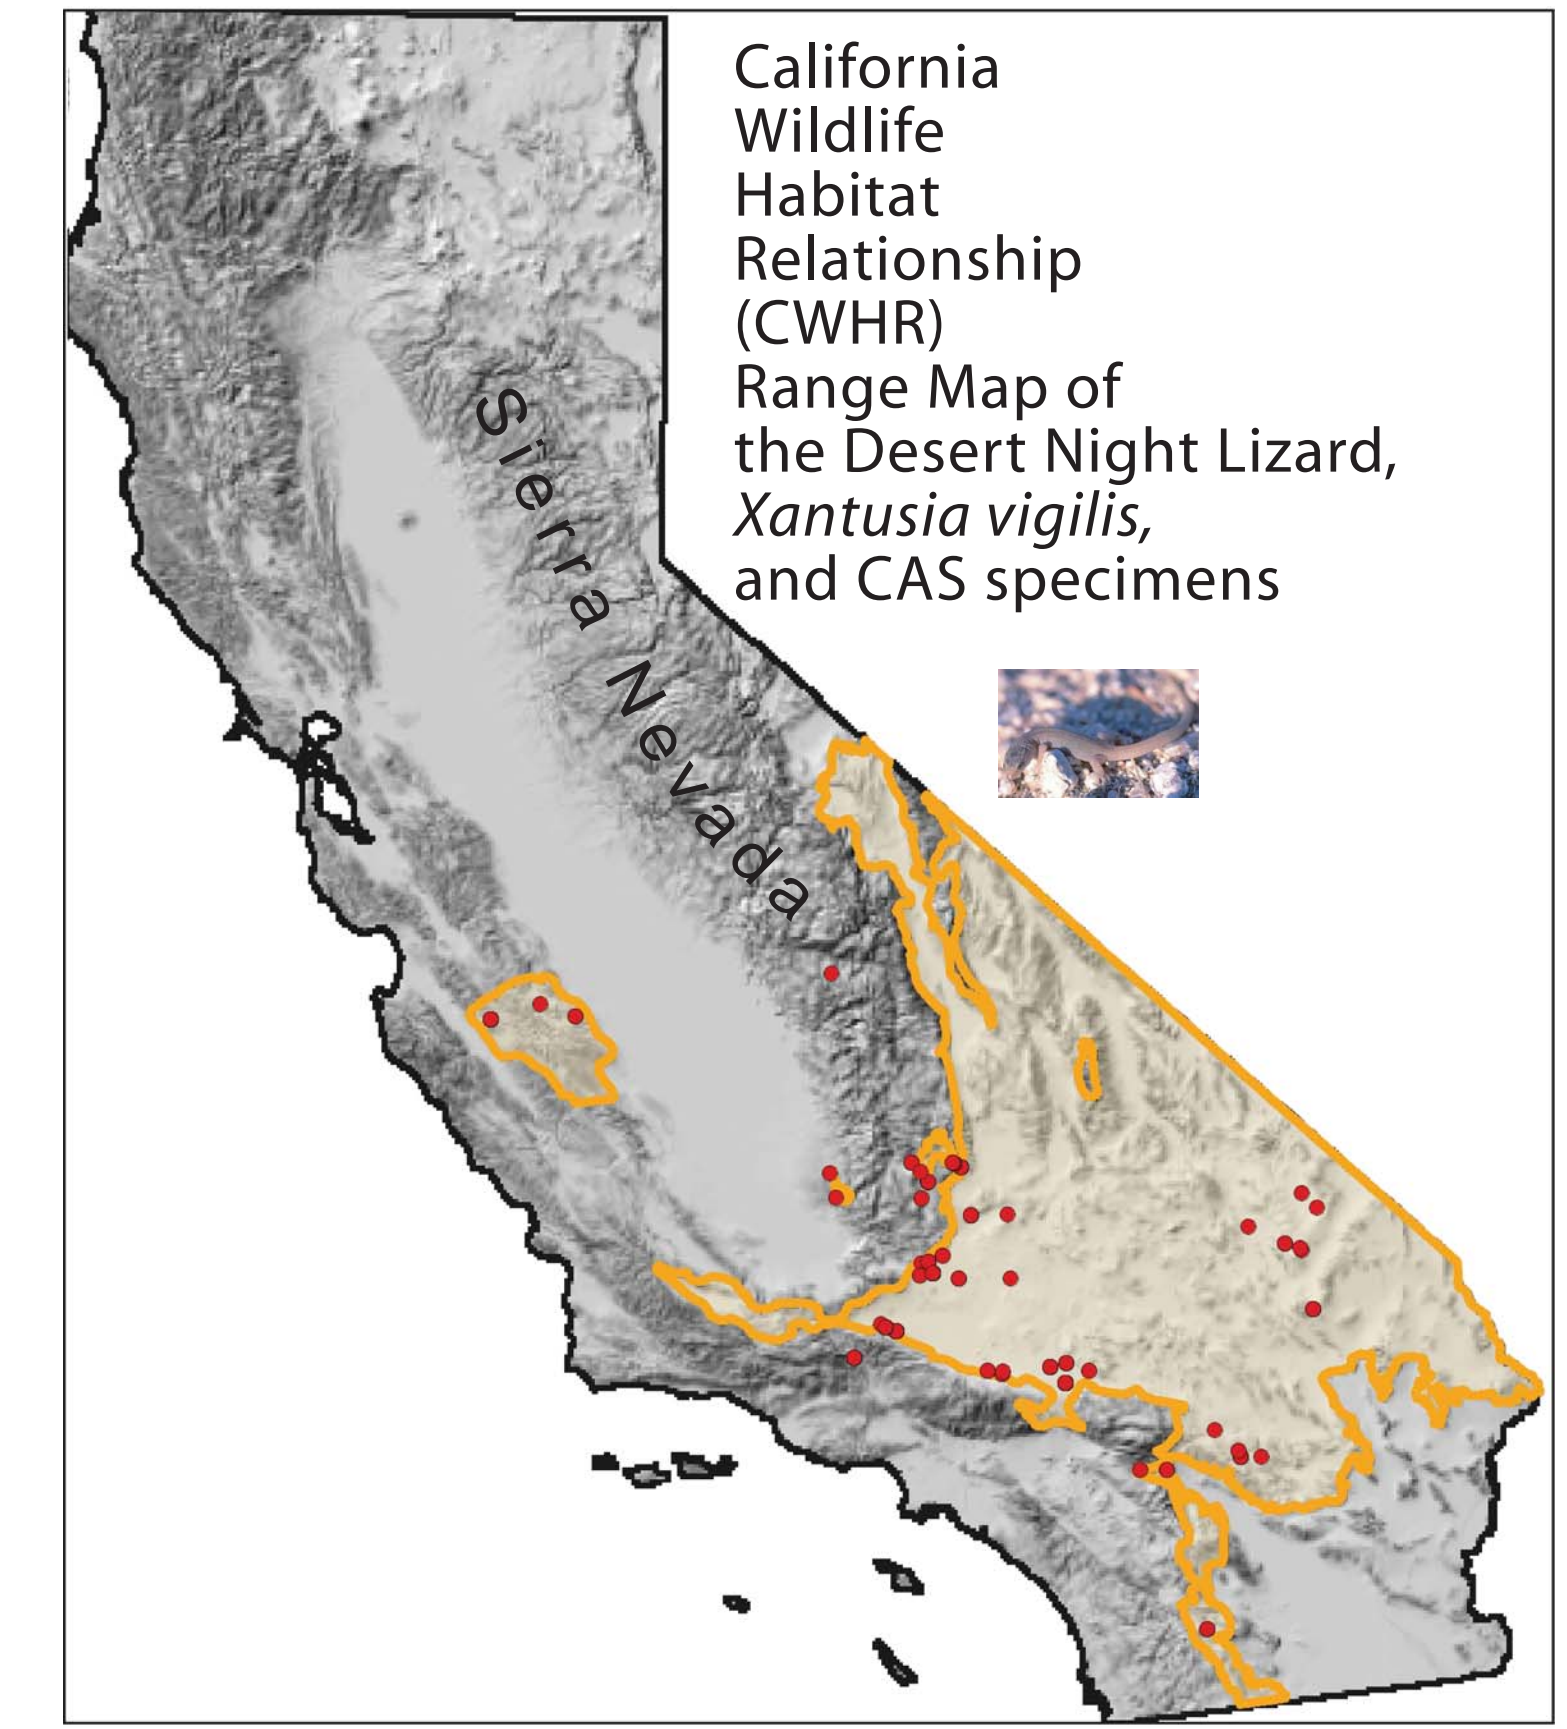 California
Wildlife
Habitat
Relationship
(CWHR)
Range Map of
the Desert Night Lizard,
Xantusia vigilis,
and CAS specimens
Sierra Nevada